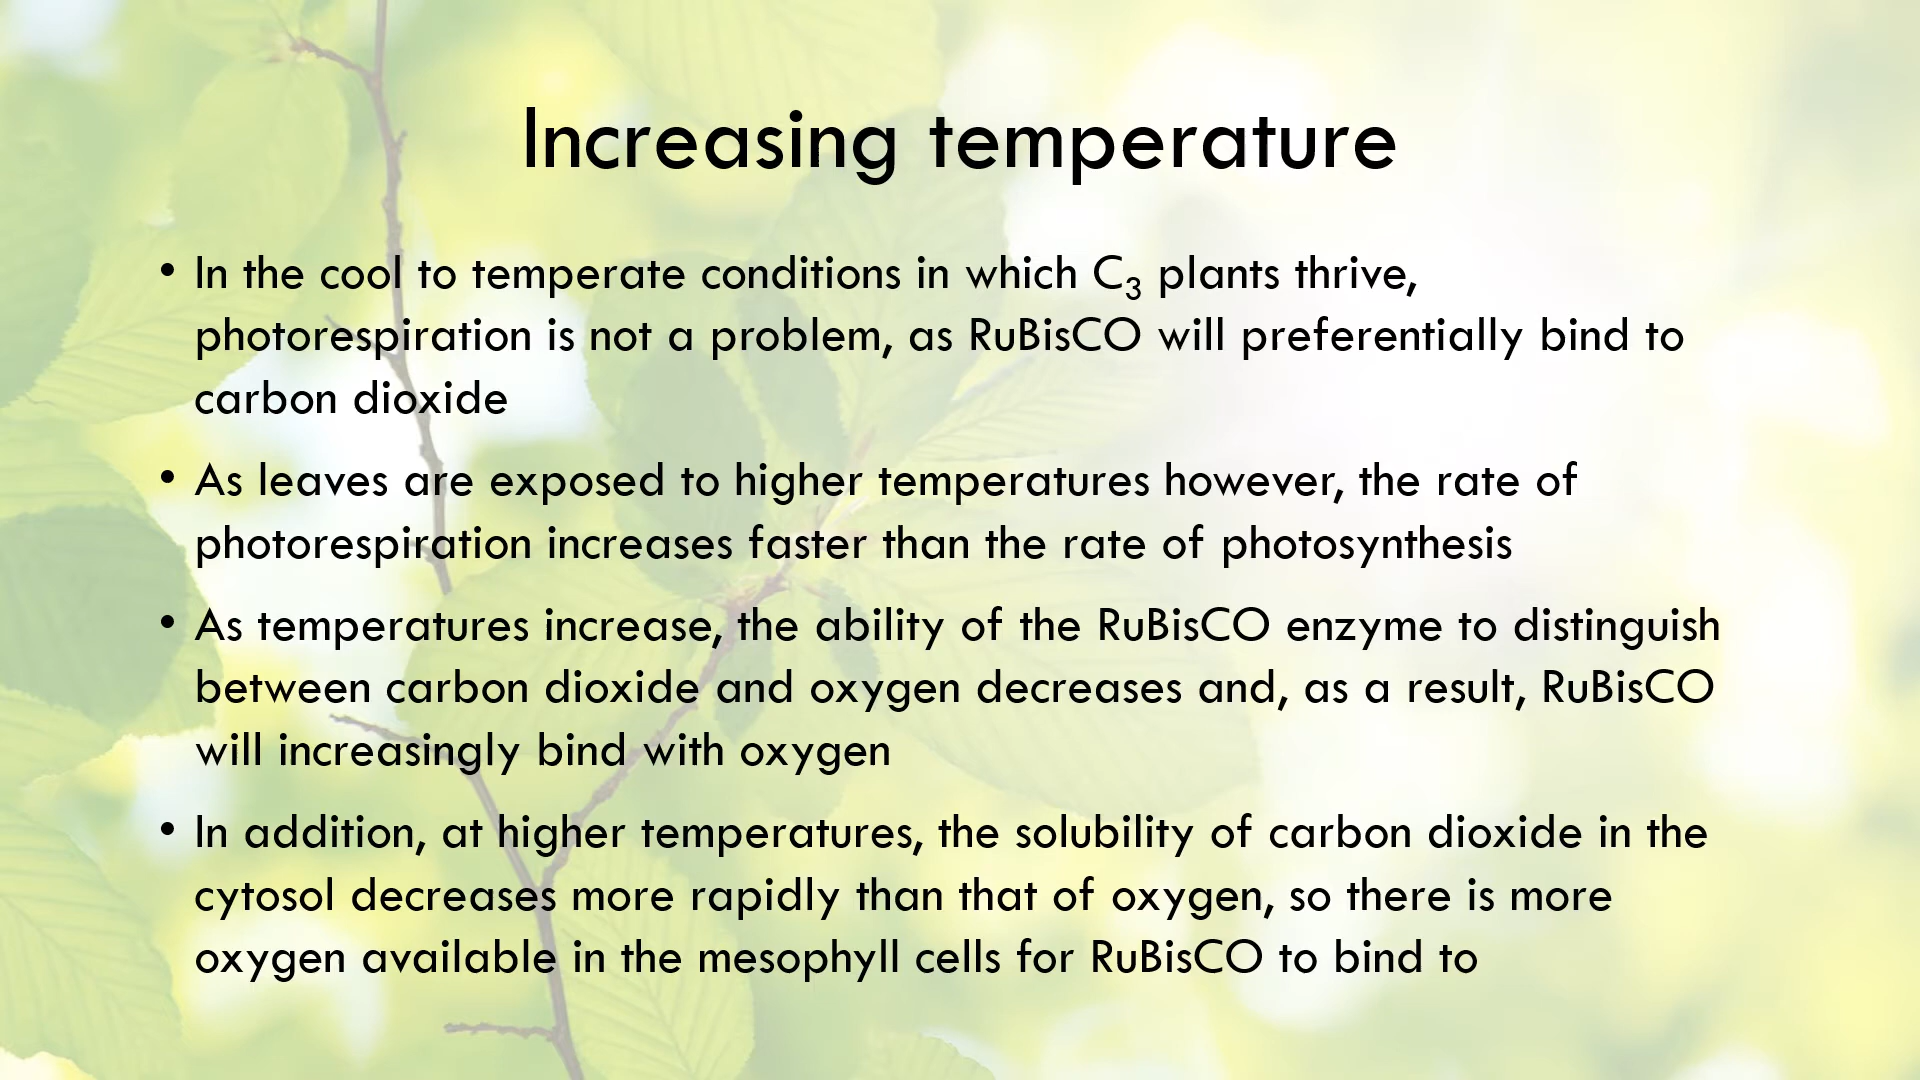 Increasing temperature
• In the cool to temperate conditions in which C₃ plants thrive,
photorespiration is not a problem, as RuBisCO will preferentially bind to
carbon dioxide
• As leaves are exposed to higher temperatures however, the rate of
photorespiration increases faster than the rate of photosynthesis
• As temperatures increase, the ability of the RuBisCO enzyme to distinguish
between carbon dioxide and oxygen decreases and, as a result, RuBisCO
will increasingly bind with oxygen
• In addition, at higher temperatures, the solubility of carbon dioxide in the
cytosol decreases more rapidly than that of oxygen, so there is more
oxygen available in the mesophyll cells for RuBisCO to bind to